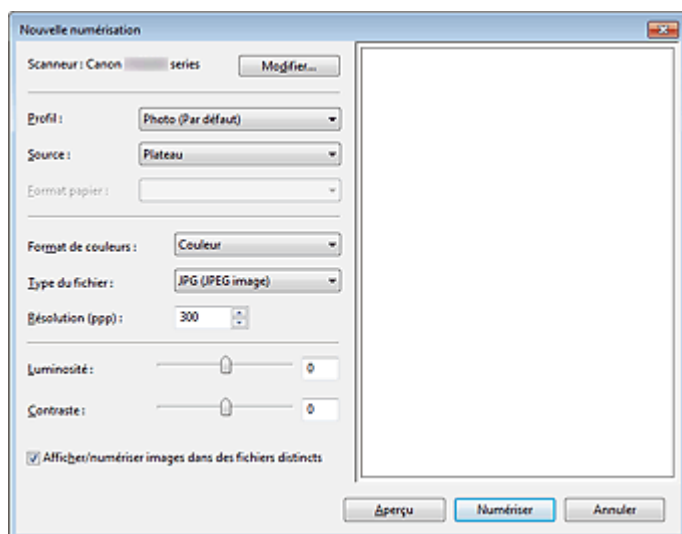 Nouvelle numérisation
Scanneur : Canon series
Modifier...
Profil :
Photo (Par défaut)
Source :
Plateau
Format papier :
Format de couleurs :
Couleur
Type du fichier :
JPG (JPEG image)
Résolution (ppp) :
300
Luminosité :
0
Contraste :
0
Afficher/numériser images dans des fichiers distincts
Aperçu
Numériser
Annuler